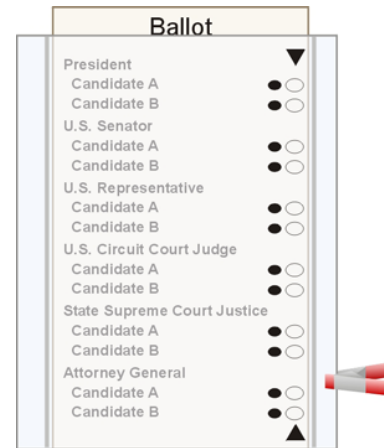 Ballot
President
Candidate A
Candidate B
U.S. Senator
Candidate A
Candidate B
U.S. Representative
Candidate A
Candidate B
U.S. Circuit Court Judge
Candidate A
Candidate B
State Supreme Court Justice
Candidate A
Candidate B
Attorney General
Candidate A
Candidate B